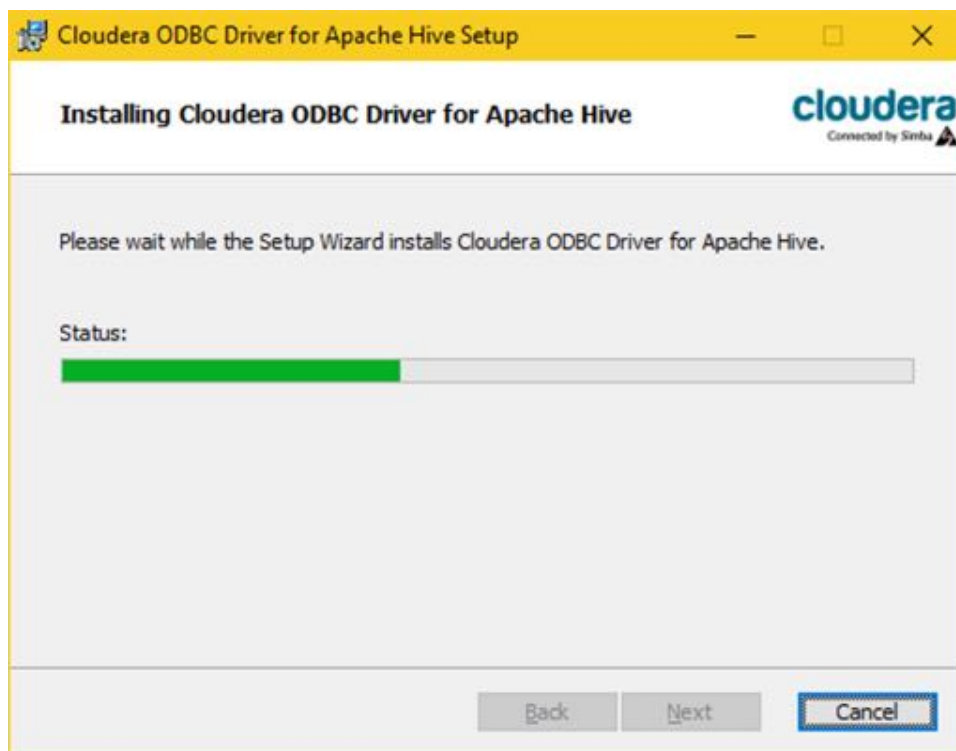 Cloudera ODBC Driver for Apache Hive Setup
Installing Cloudera ODBC Driver for Apache Hive
cloudera
Connected by Simba
Please wait while the Setup Wizard installs Cloudera ODBC Driver for Apache Hive.
Status:
Back Next Cancel